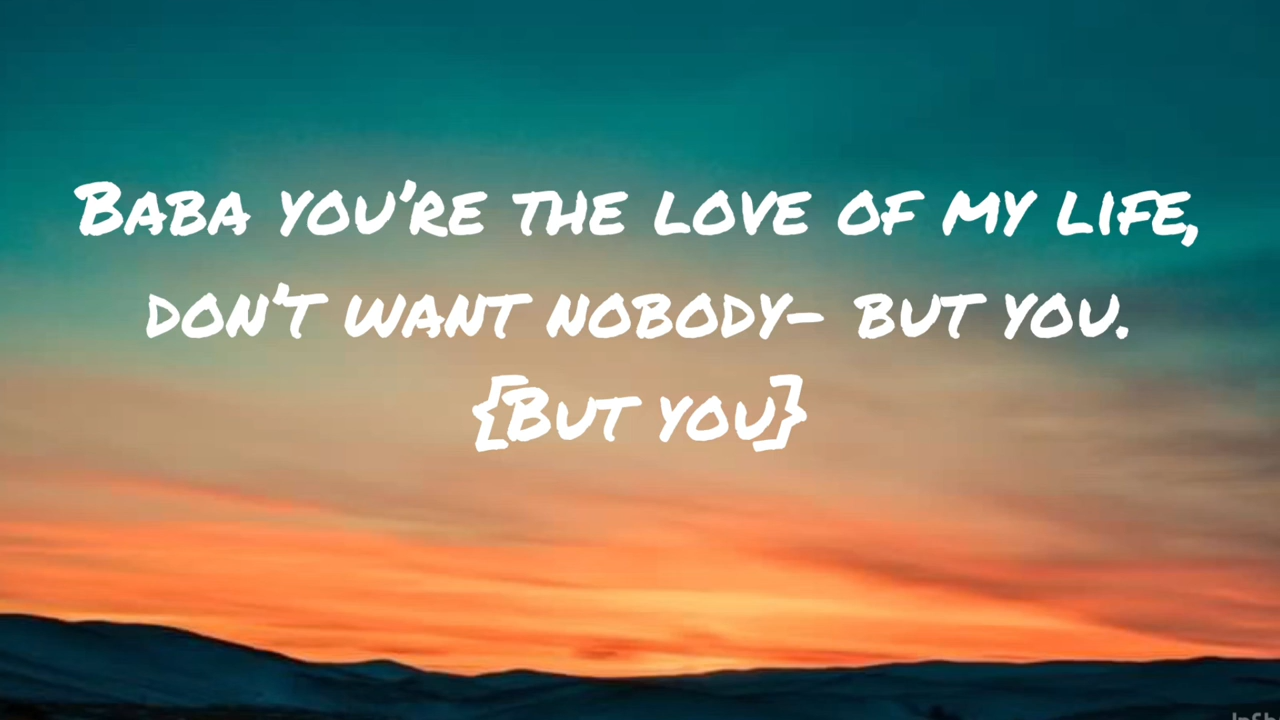 Baba you're the love of my life,
don't want nobody- but you.
{But you}